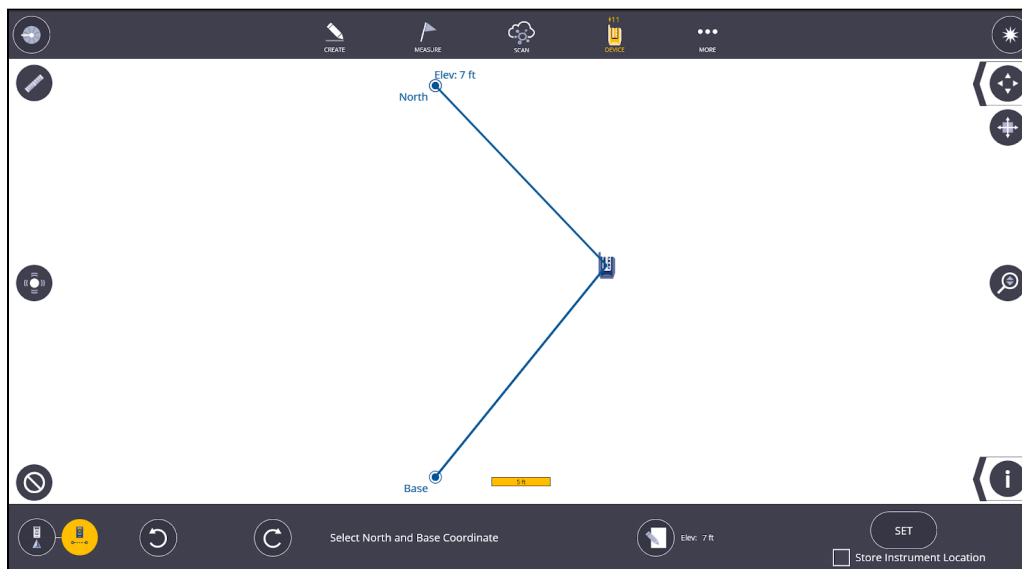 †11
CREATE
MEASURE
SCAN
DEVICE
MORE
Elev: 7 ft
North
Base
5 ft
Select North and Base Coordinate
Elev: 7 ft
SET
Store Instrument Location